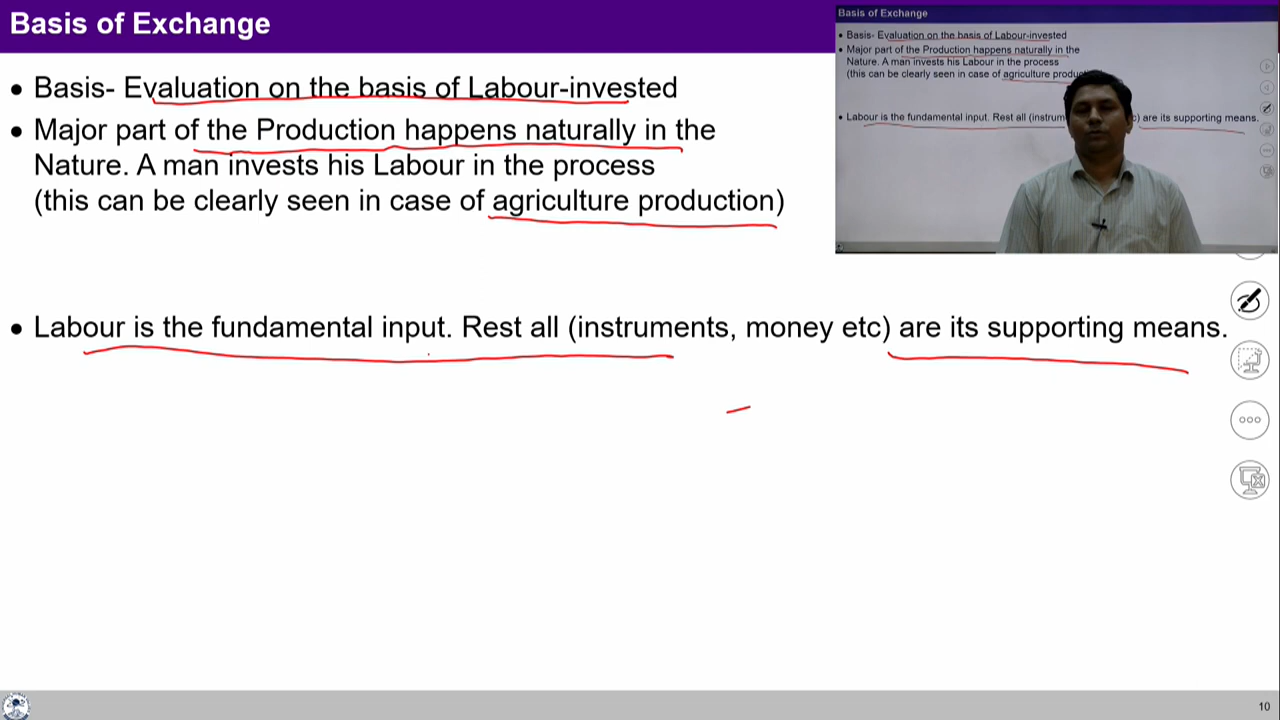 Basis of Exchange
• Basis- Evaluation on the basis of Labour-invested
• Major part of the Production happens naturally in the
Nature. A man invests his Labour in the process
(this can be clearly seen in case of agriculture production)
• Labour is the fundamental input. Rest all (instruments, money etc) are its supporting means.
10
Basis of Exchange
• Basis- Evaluation on the basis of Labour-invested
• Major part of the Production happens naturally in the
Nature. A man invests his Labour in the process
(this can be clearly seen in case of agriculture
• Labour is the fundamental input. Rest all are its supporting means.